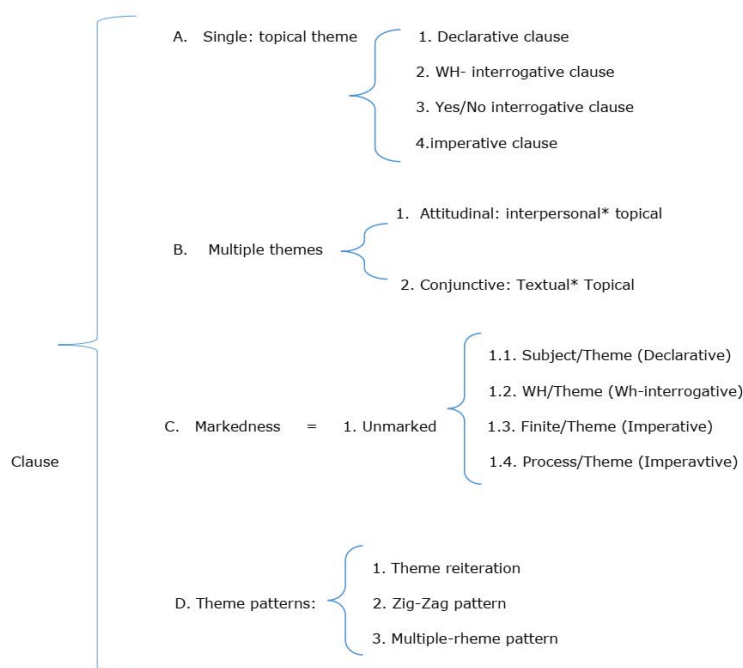 A. Single: topical theme
1. Declarative clause
2. WH- interrogative clause
3. Yes/No interrogative clause
4.imperative clause
B. Multiple themes
1. Attitudinal: interpersonal* topical
2. Conjunctive: Textual* Topical
C. Markedness = 1. Unmarked
1.1. Subject/Theme (Declarative)
1.2. WH/Theme (Wh-interrogative)
1.3. Finite/Theme (Imperative)
1.4. Process/Theme (Imperavtive)
Clause
D. Theme patterns:
1. Theme reiteration
2. Zig-Zag pattern
3. Multiple-rheme pattern